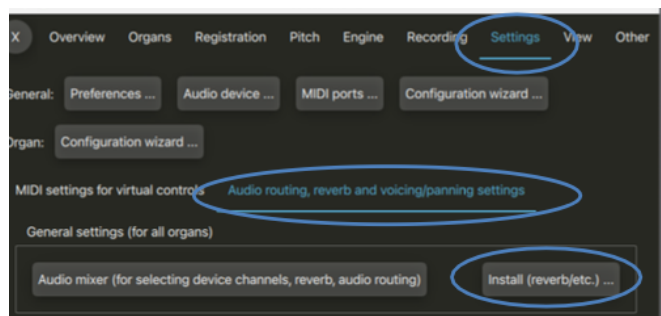 X Overview Organs Registration Pitch Engine Recording Settings View Other
General: Preferences ... Audio device ... MIDI ports ... Configuration wizard ...
Organ: Configuration wizard ...
MIDI settings for virtual controls Audio routing, reverb and voicing/panning settings
General settings (for all organs)
Audio mixer (for selecting device channels, reverb, audio routing) Install (reverb/etc.) ...